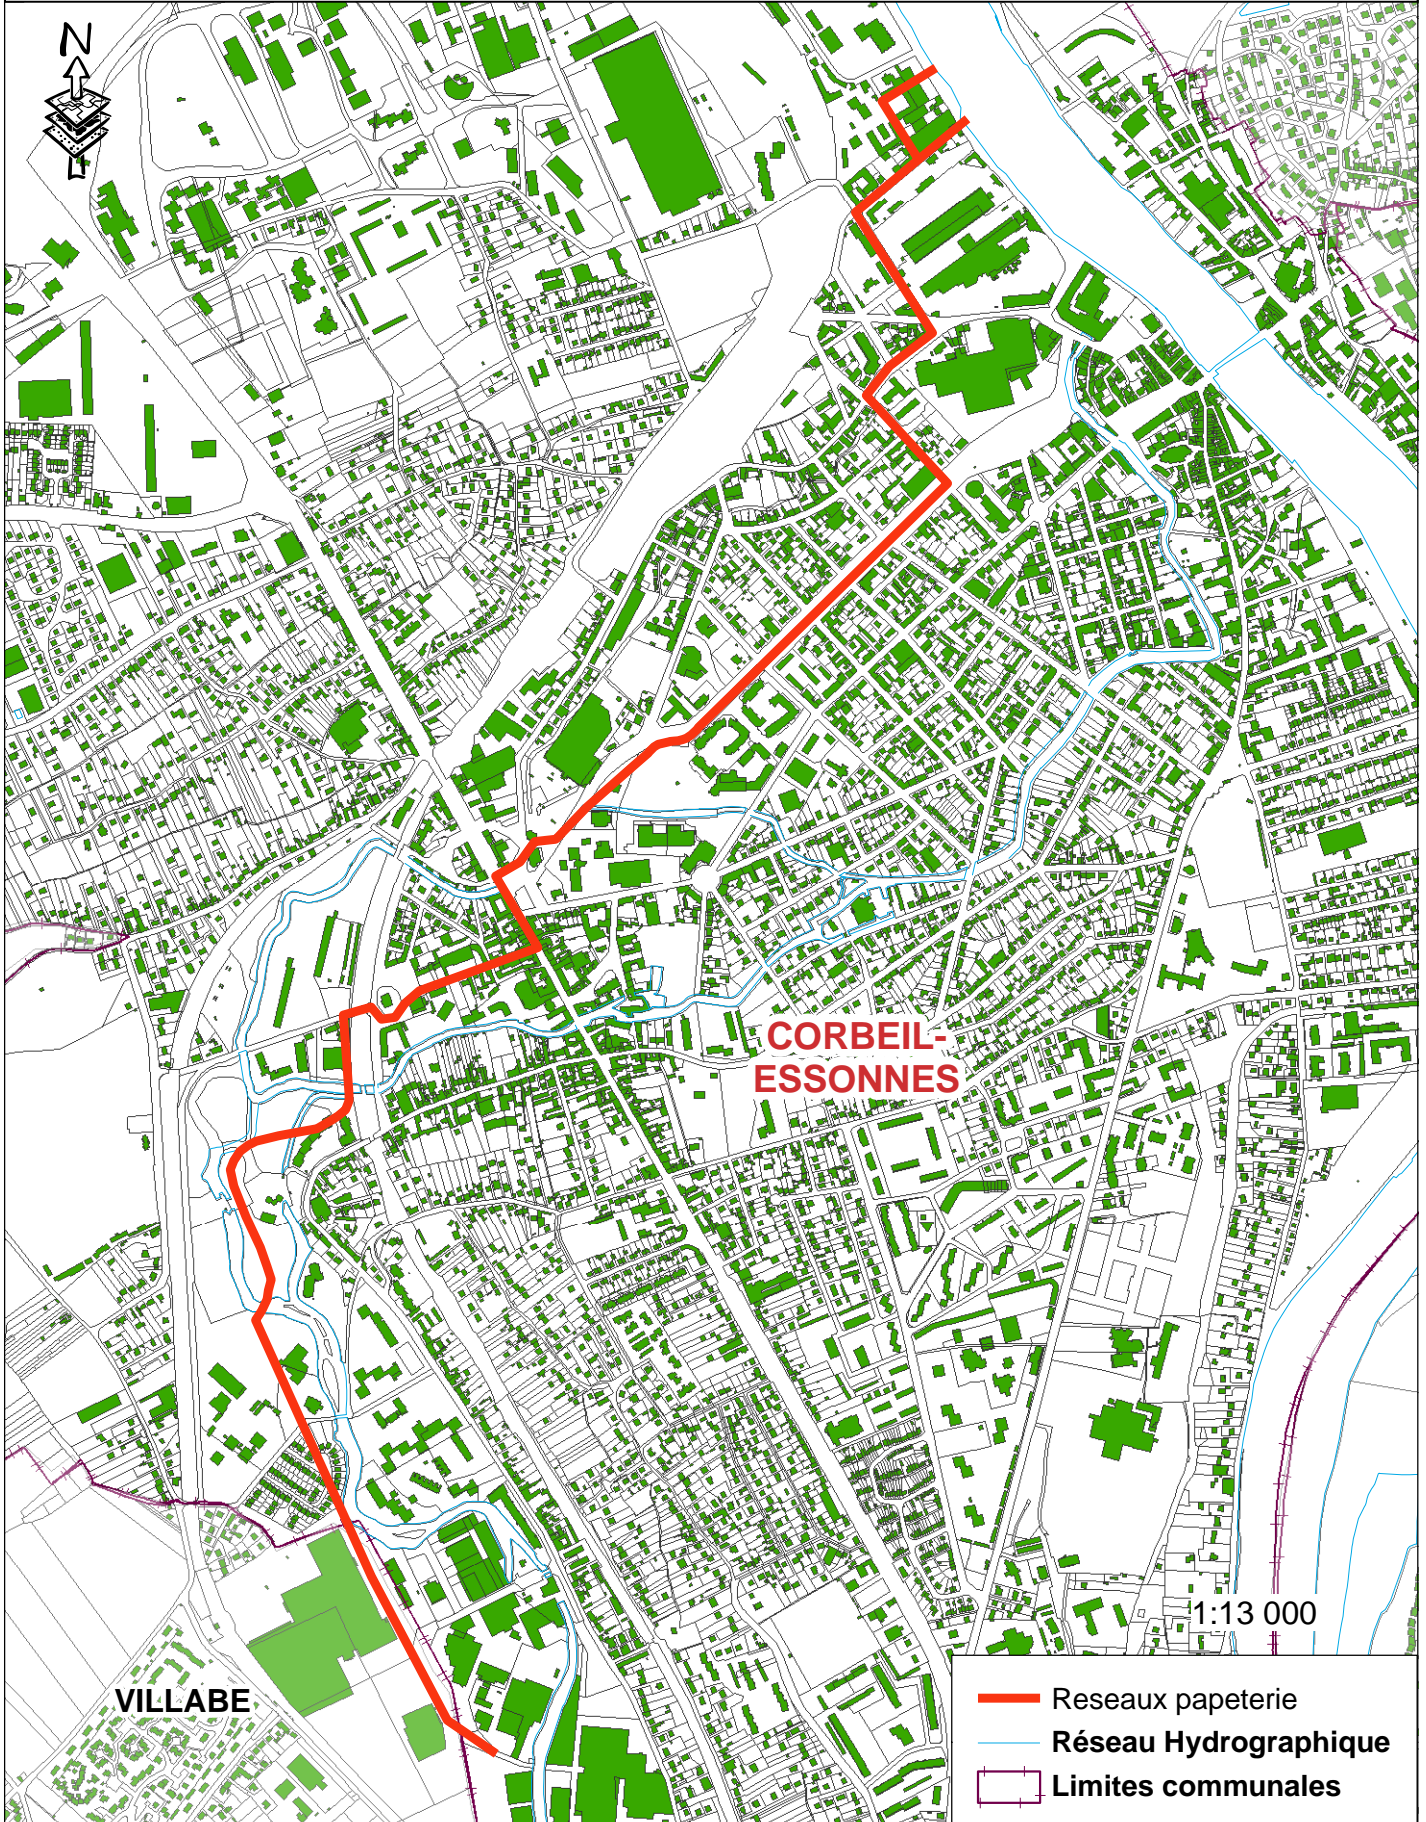 N
CORBEIL-
ESSONNES
1:13 000
VILLABE
Reseaux papeterie
Réseau Hydrographique
Limites communales